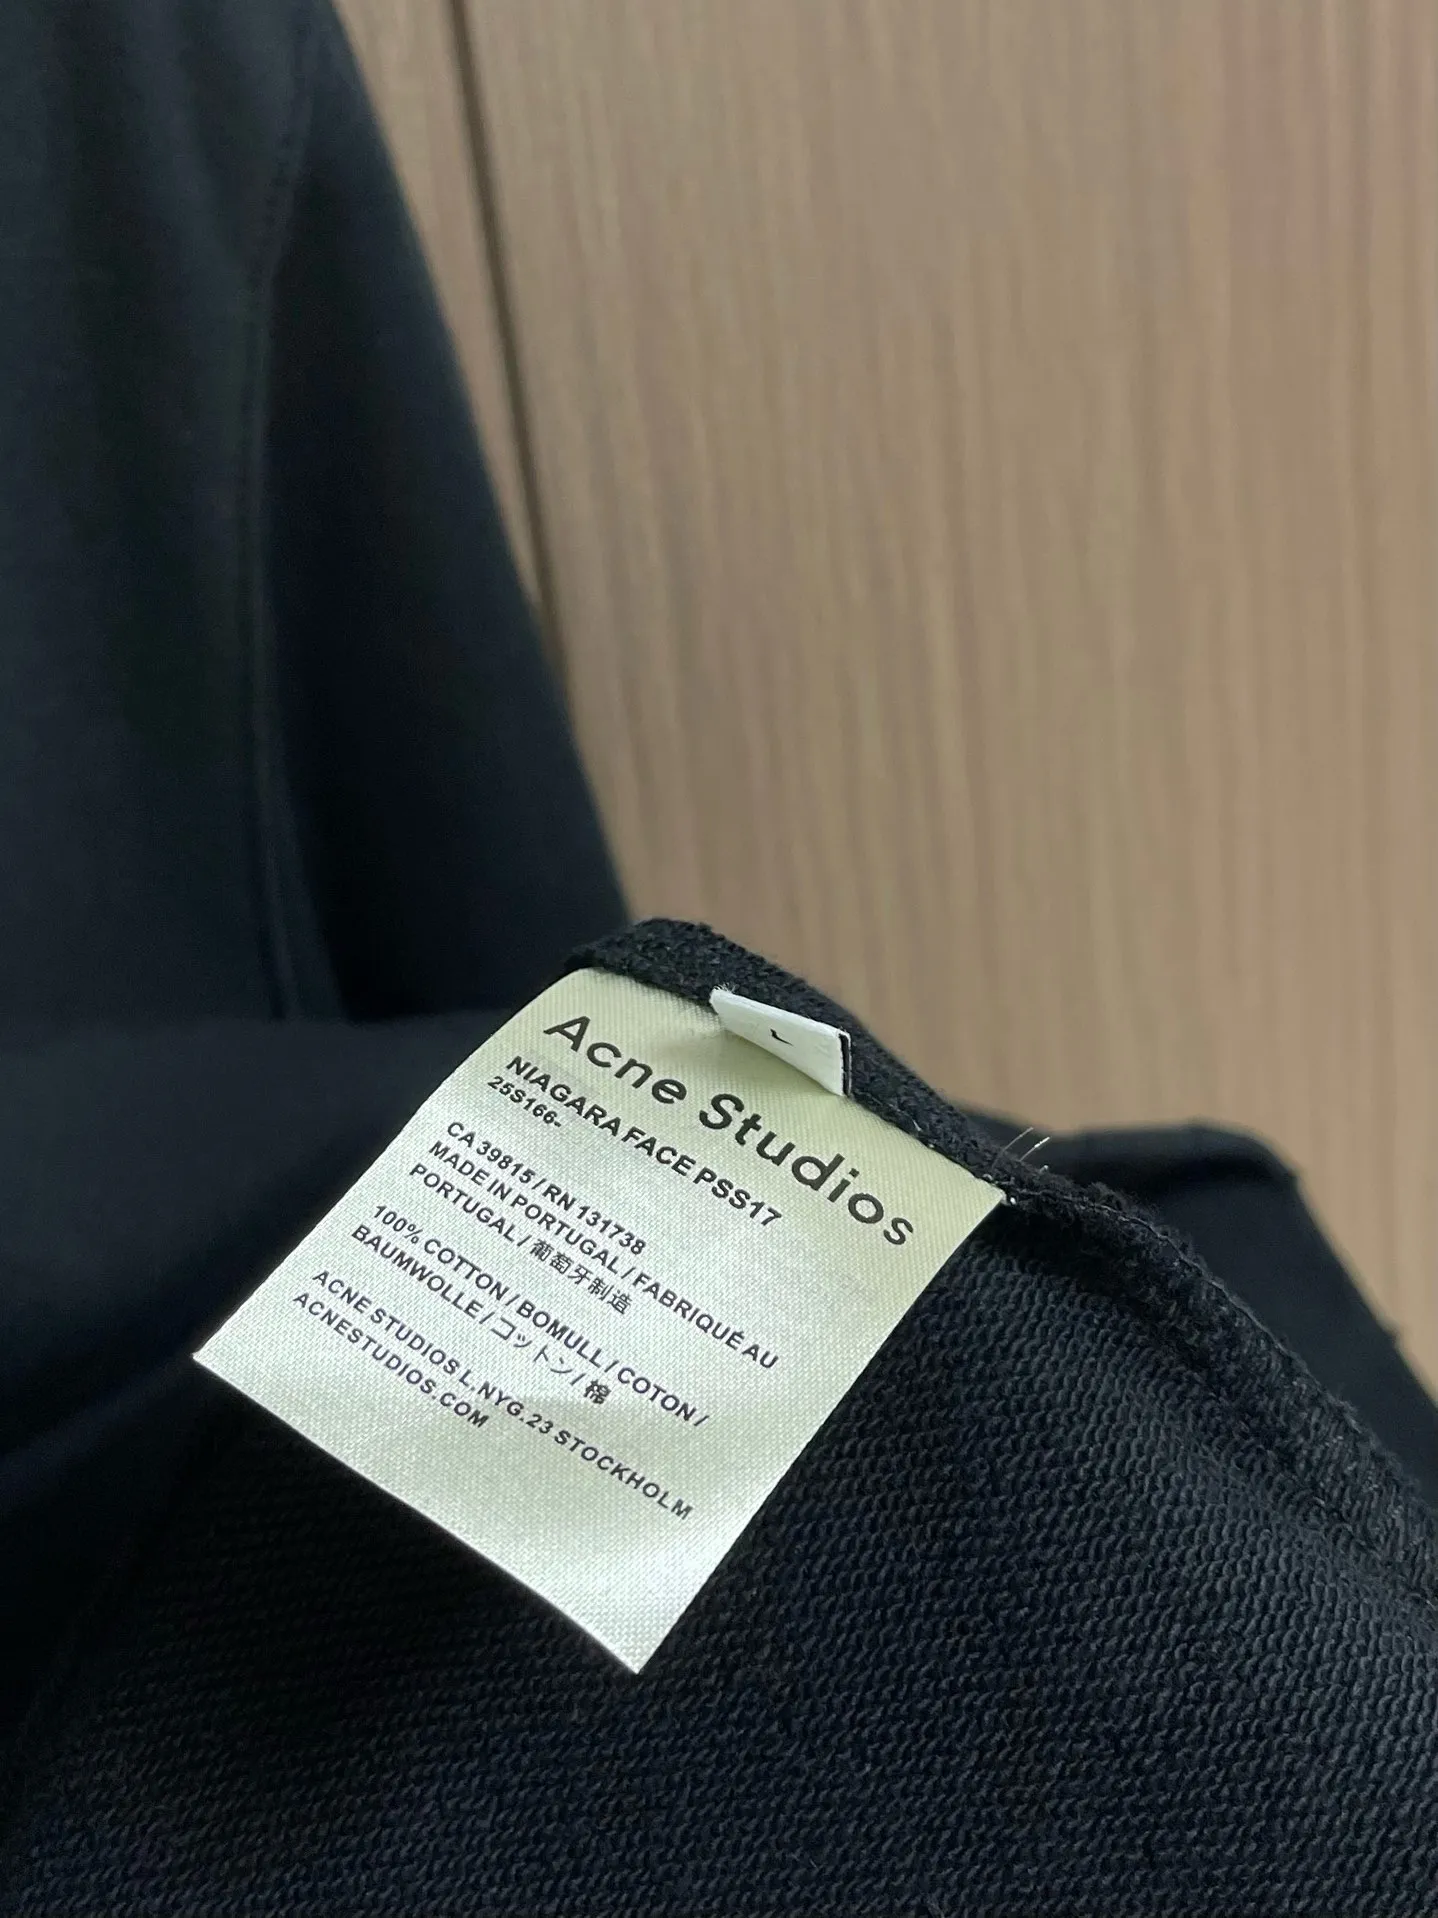 L
Acne Studios
NIAGARA FACE PSS17
25S166-
CA 39815 / RN 131738
MADE IN PORTUGAL / FABRIQUÉ AU
PORTUGAL / 葡萄牙制造
100% COTTON / BOMULL / COTON /
BAUMWOLLE / コットン / 棉
ACNE STUDIOS L.NYG.23 STOCKHOLM
ACNESTUDIOS.COM